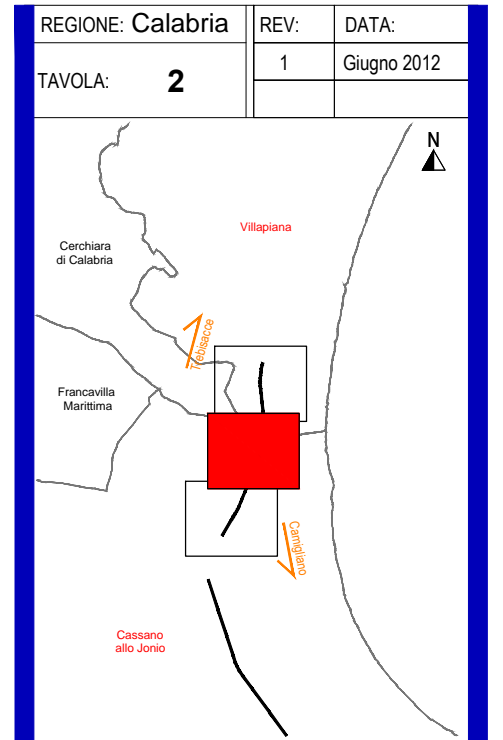 REGIONE: Calabria
REV:
DATA:
TAVOLA: 2
1
Giugno 2012
N
Villapiana
Cerchiara
di Calabria
Trebisacce
Francavilla
Marittima
Camigliano
Cassano
allo Jonio